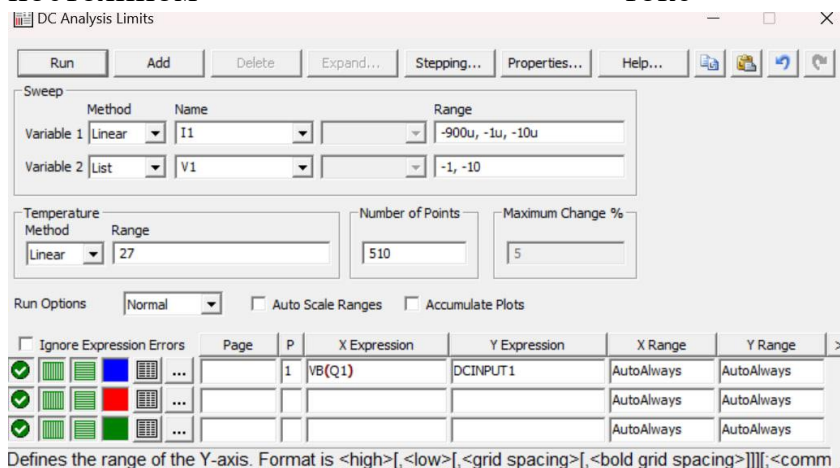 DC Analysis Limits
Run Add Delete Expand... Stepping... Properties... Help...
Sweep
Method Name Range
Variable 1 Linear I1 -900u, -1u, -10u
Variable 2 List V1 -1, -10
Temperature Number of Points Maximum Change %
Method Range
Linear 27 510 5
Run Options Normal Auto Scale Ranges Accumulate Plots
Ignore Expression Errors Page P X Expression Y Expression X Range Y Range >
... 1 VB(Q1) DCINPUT1 AutoAlways AutoAlways
... AutoAlways AutoAlways
... AutoAlways AutoAlways
Defines the range of the Y-axis. Format is <high>[,<low>[,<grid spacing>[,<bold grid spacing>]]][;<comm